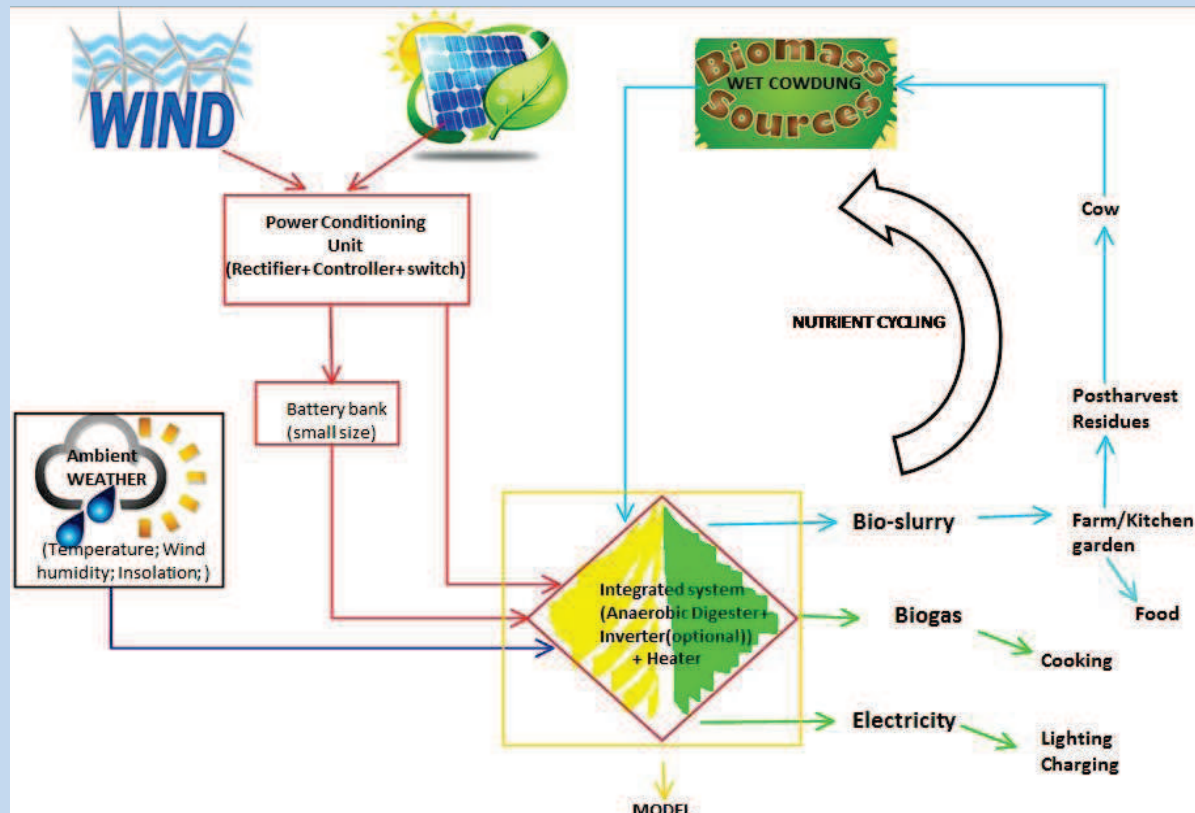 WIND
Biomass
WET COWDUNG
Sources
Power Conditioning
Unit
(Rectifier+ Controller+ switch)
Cow
NUTRIENT CYCLING
Battery bank
(small size)
Postharvest
Residues
Ambient
WEATHER
(Temperature; Wind
humidity; Insolation; )
Bio-slurry
Farm/Kitchen
garden
Integrated system
(Anaerobic Digester+
Inverter(optional))
+ Heater
Biogas
Food
Cooking
Electricity
Lighting
Charging
MODEL